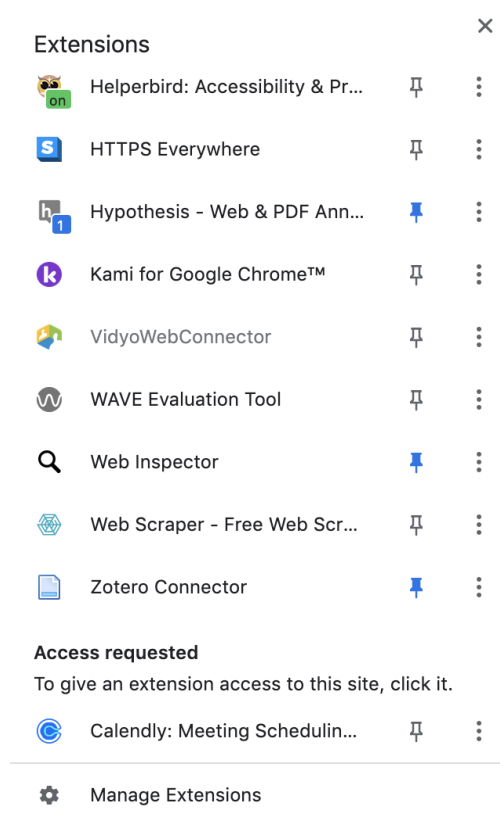 Extensions
on
Helperbird: Accessibility & Pr...
S
HTTPS Everywhere
h
1
Hypothesis - Web & PDF Ann...
k
Kami for Google Chrome™
VidyoWebConnector
WAVE Evaluation Tool
Web Inspector
Web Scraper - Free Web Scr...
Zotero Connector
Access requested
To give an extension access to this site, click it.
C
Calendly: Meeting Schedulin...
Manage Extensions